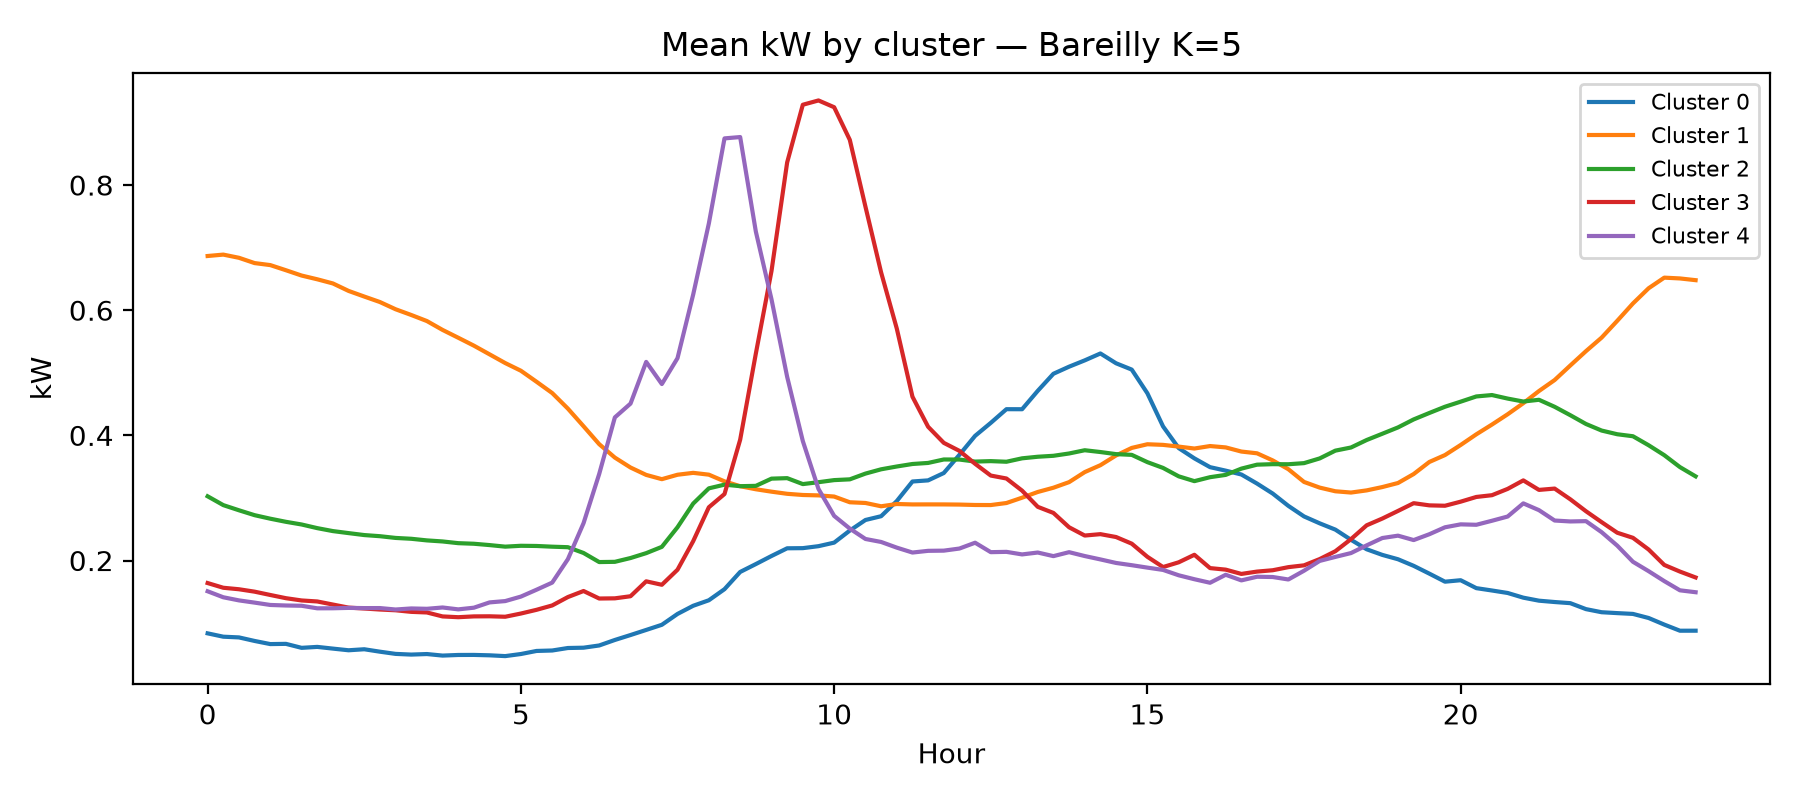 Mean kW by cluster — Bareilly K=5
Cluster 0
Cluster 1
Cluster 2
Cluster 3
Cluster 4
kW
0.8
0.6
0.4
0.2
0 5 10 15 20
Hour